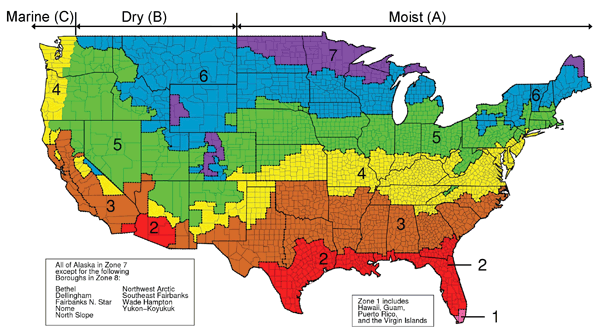 Marine (C) Dry (B) Moist (A)
7
6
6
4
5
5
4
3
3
2
2
2
1
All of Alaska in Zone 7
except for the following
Boroughs in Zone 8:
Bethel Northwest Arctic
Dellingham Southeast Fairbanks
Fairbanks N. Star Wade Hampton
Nome Yukon-Koyukuk
North Slope
Zone 1 includes
Hawaii, Guam,
Puerto Rico,
and the Virgin Islands